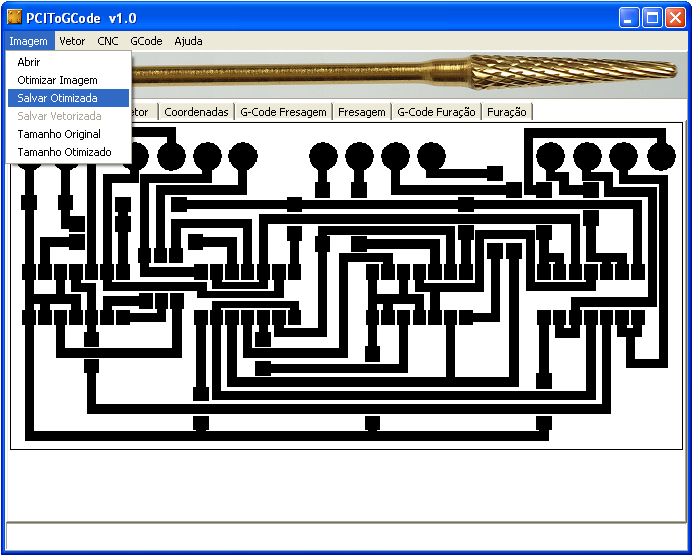 PCIToGCode v1.0
Imagem Vetor CNC GCode Ajuda
Abrir
Otimizar Imagem
Salvar Otimizada
Salvar Vetorizada
Tamanho Original
Tamanho Otimizado
Coordenadas G-Code Fresagem Fresagem G-Code Furação Furação